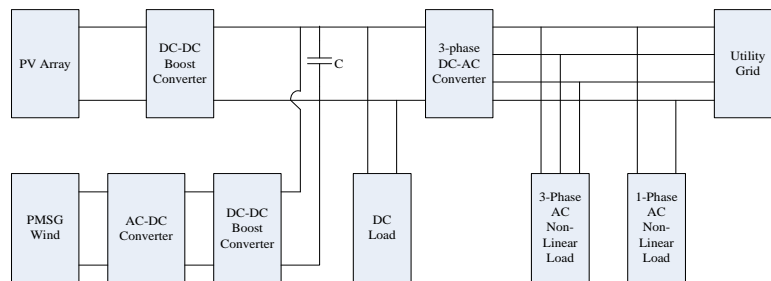 PV Array
DC-DC
Boost
Converter
C
3-phase
DC-AC
Converter
Utility
Grid
PMSG
Wind
AC-DC
Converter
DC-DC
Boost
Converter
DC
Load
3-Phase
AC
Non-
Linear
Load
1-Phase
AC
Non-
Linear
Load